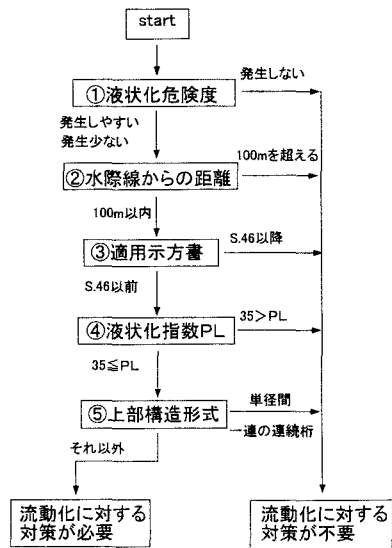 start
①液状化危険度
発生しない
発生しやすい
発生少ない
100mを超える
②水際線からの距離
100m以内
S.46以降
③適用示方書
S.46以前
35>PL
④液状化指数PL
35≦PL
単径間
⑤上部構造形式
一連の連続桁
それ以外
流動化に対する
対策が必要
流動化に対する
対策が不要